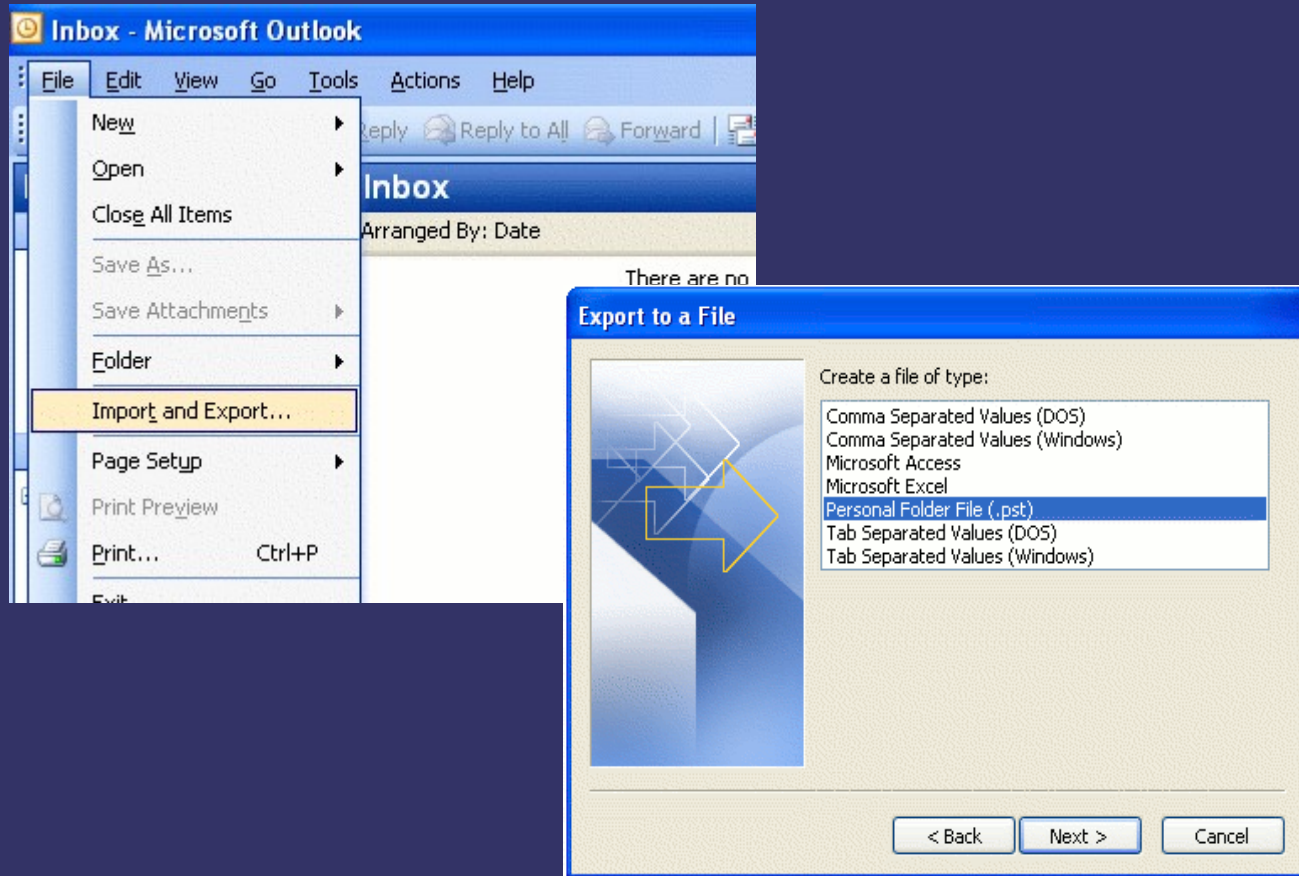 Inbox - Microsoft Outlook
File Edit View Go Tools Actions Help
New
Reply to All Forward
Open
Inbox
Close All Items
Arranged By: Date
Save As...
There are no
Save Attachments
Folder
Import and Export...
Page Setup
Print Preview
Print... Ctrl+P
Exit
Export to a File
Create a file of type:
Comma Separated Values (DOS)
Comma Separated Values (Windows)
Microsoft Access
Microsoft Excel
Personal Folder File (.pst)
Tab Separated Values (DOS)
Tab Separated Values (Windows)
< Back Next > Cancel